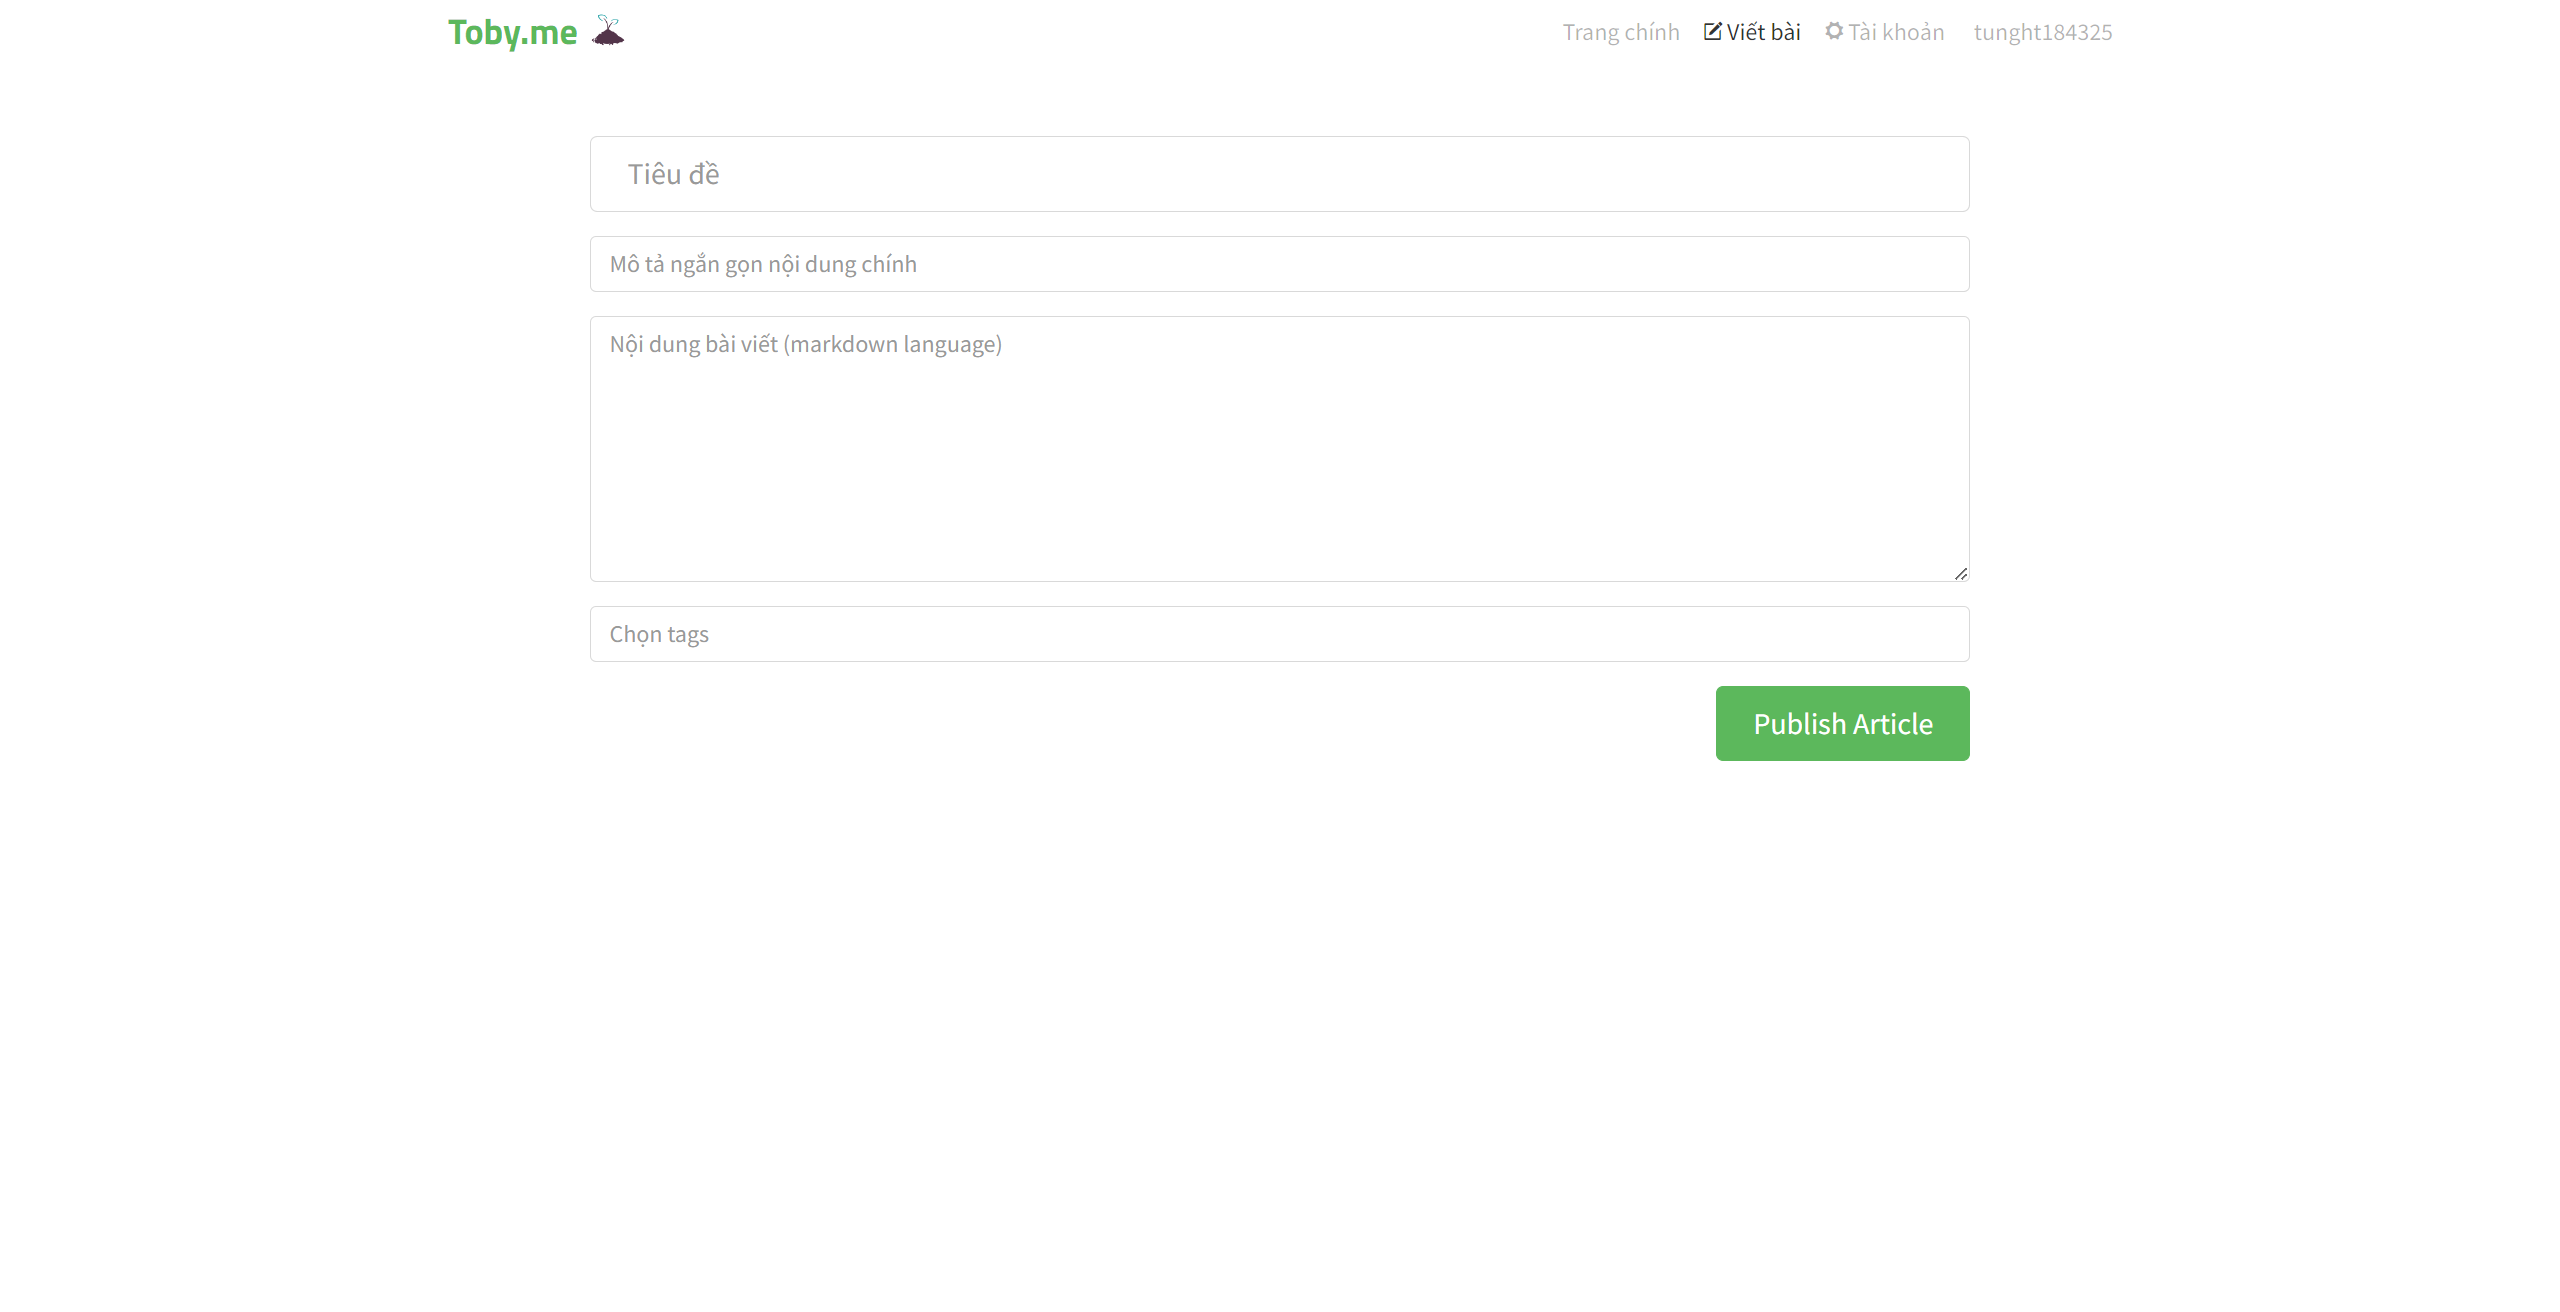 Toby.me
Trang chính Viết bài Tài khoản tunght184325
Tiêu đề
Mô tả ngắn gọn nội dung chính
Nội dung bài viết (markdown language)
Chọn tags
Publish Article